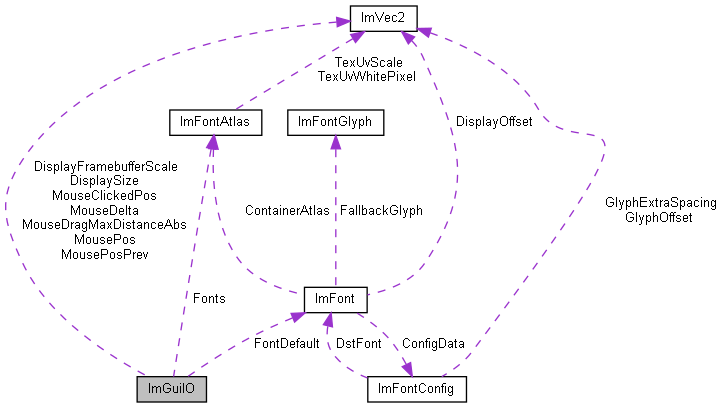 ImVec2
TexUvScale
TexUvWhitePixel
ImFontAtlas
ImFontGlyph
DisplayOffset
DisplayFramebufferScale
DisplaySize
MouseClickedPos
MouseDelta
MouseDragMaxDistanceAbs
MousePos
MousePosPrev
ContainerAtlas
FallbackGlyph
GlyphExtraSpacing
GlyphOffset
Fonts
ImFont
FontDefault
DstFont
ConfigData
ImGuiIO
ImFontConfig